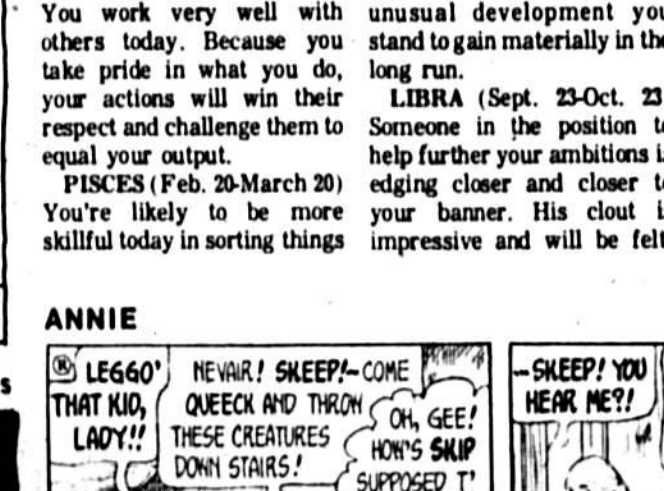 You work very well with
others today. Because you
take pride in what you do,
your actions will win their
respect and challenge them to
equal your output.
PISCES (Feb. 20-March 20)
You're likely to be more
skillful today in sorting things
unusual development you
stand to gain materially in the
long run.
LIBRA (Sept. 23-Oct. 23
Someone in the position t
help further your ambitions i
edging closer and closer t
your banner. His clout i
impressive and will be felt
s
ANNIE
® LEGGO'
THAT KID,
LADY!!
NEVAIR! SKEEP!~COME
QUEECK AND THROW
THESE CREATURES
DOWN STAIRS!
OH, GEE!
HOW'S SKIP
SUPPOSED T'
--SKEEP! YOU
HEAR ME?!